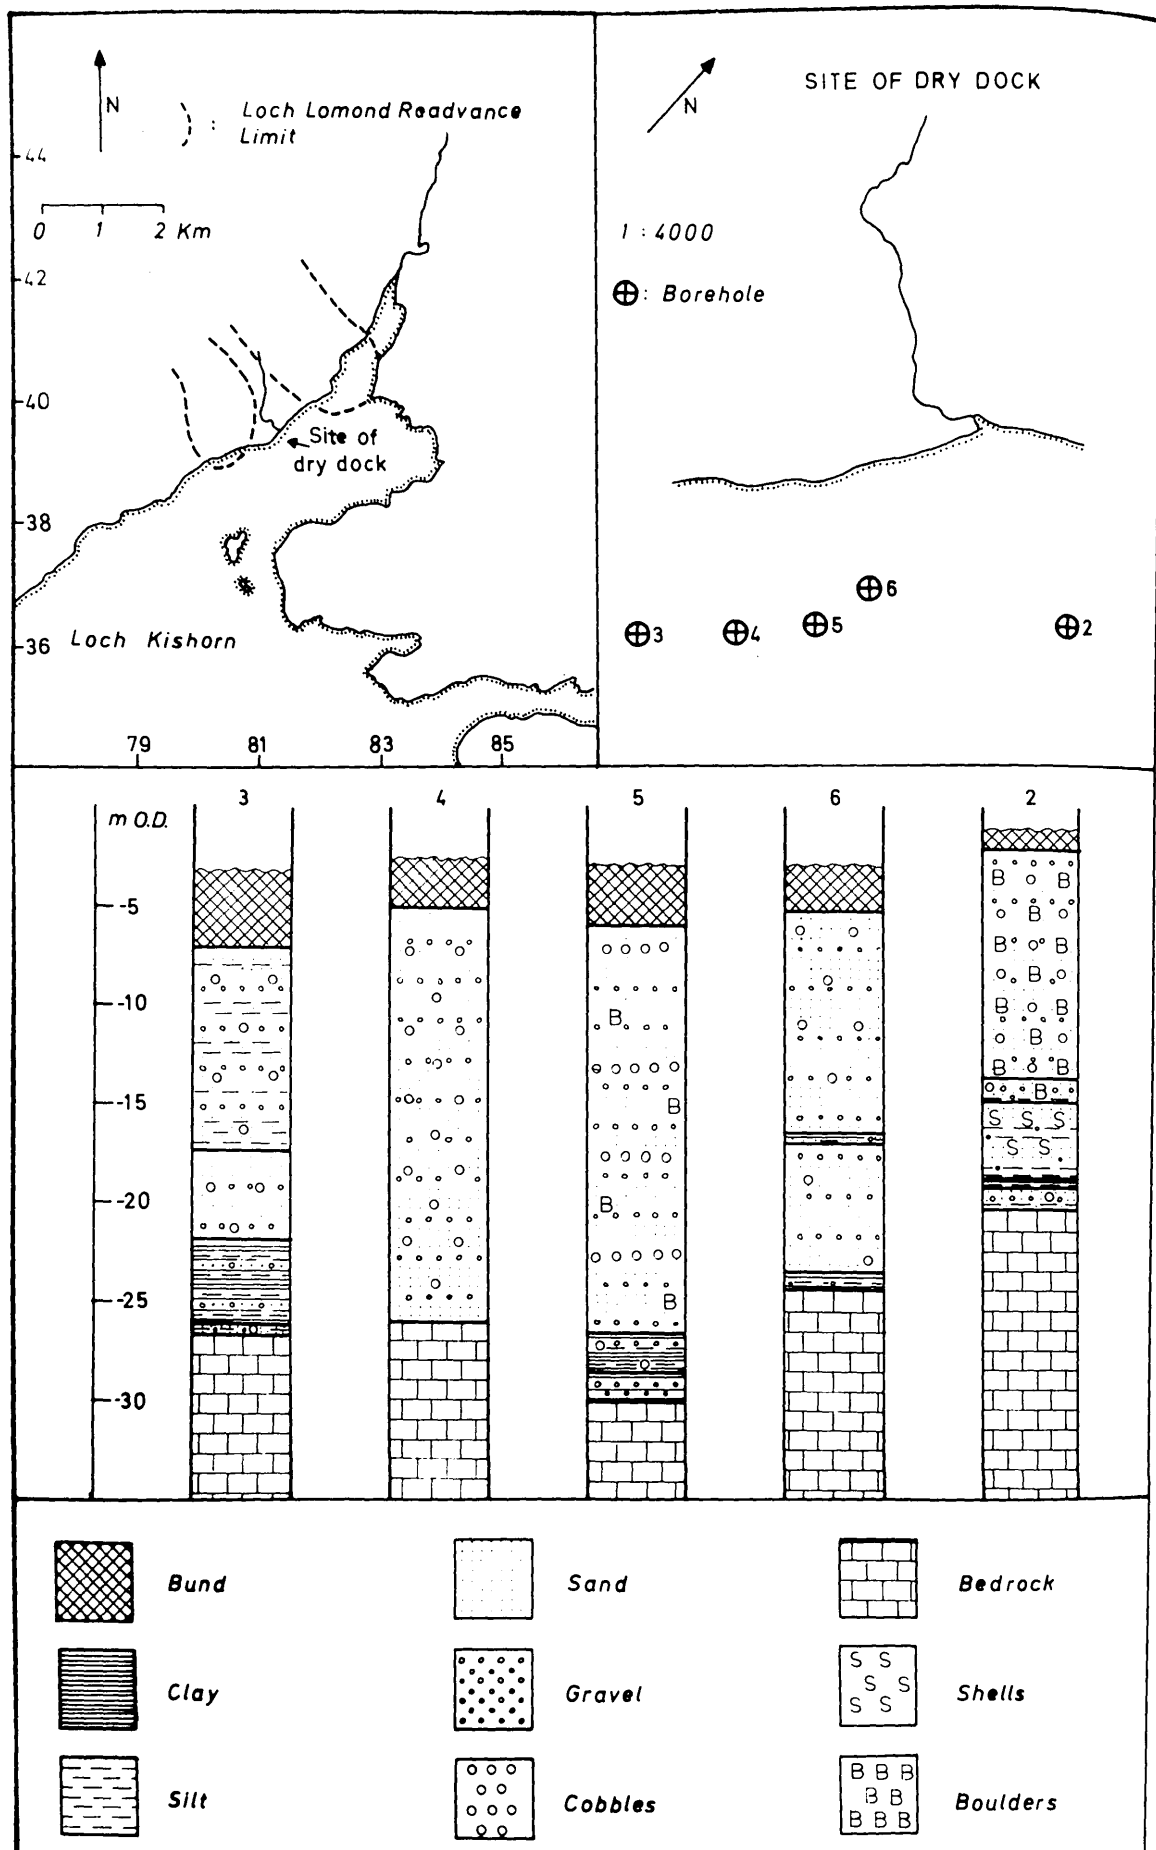 N
Loch Lomond Readvance
Limit
44
0 1 2 Km
42
40
Site of
dry dock
38
36
Loch Kishorn
79 81 83 85
SITE OF DRY DOCK
N
1 : 4000
: Borehole
6
3 4 5 2
m O.D. 3 4 5 6 2
-5
-10
-15
-20
-25
-30
B B
B
B B
B
B B
B
B B
B
S S S
S S
B
B
B
B
Bund
Sand
Bedrock
Clay
Gravel
S S
S S
S S
Shells
Silt
Cobbles
B B B
B B
B B B
Boulders